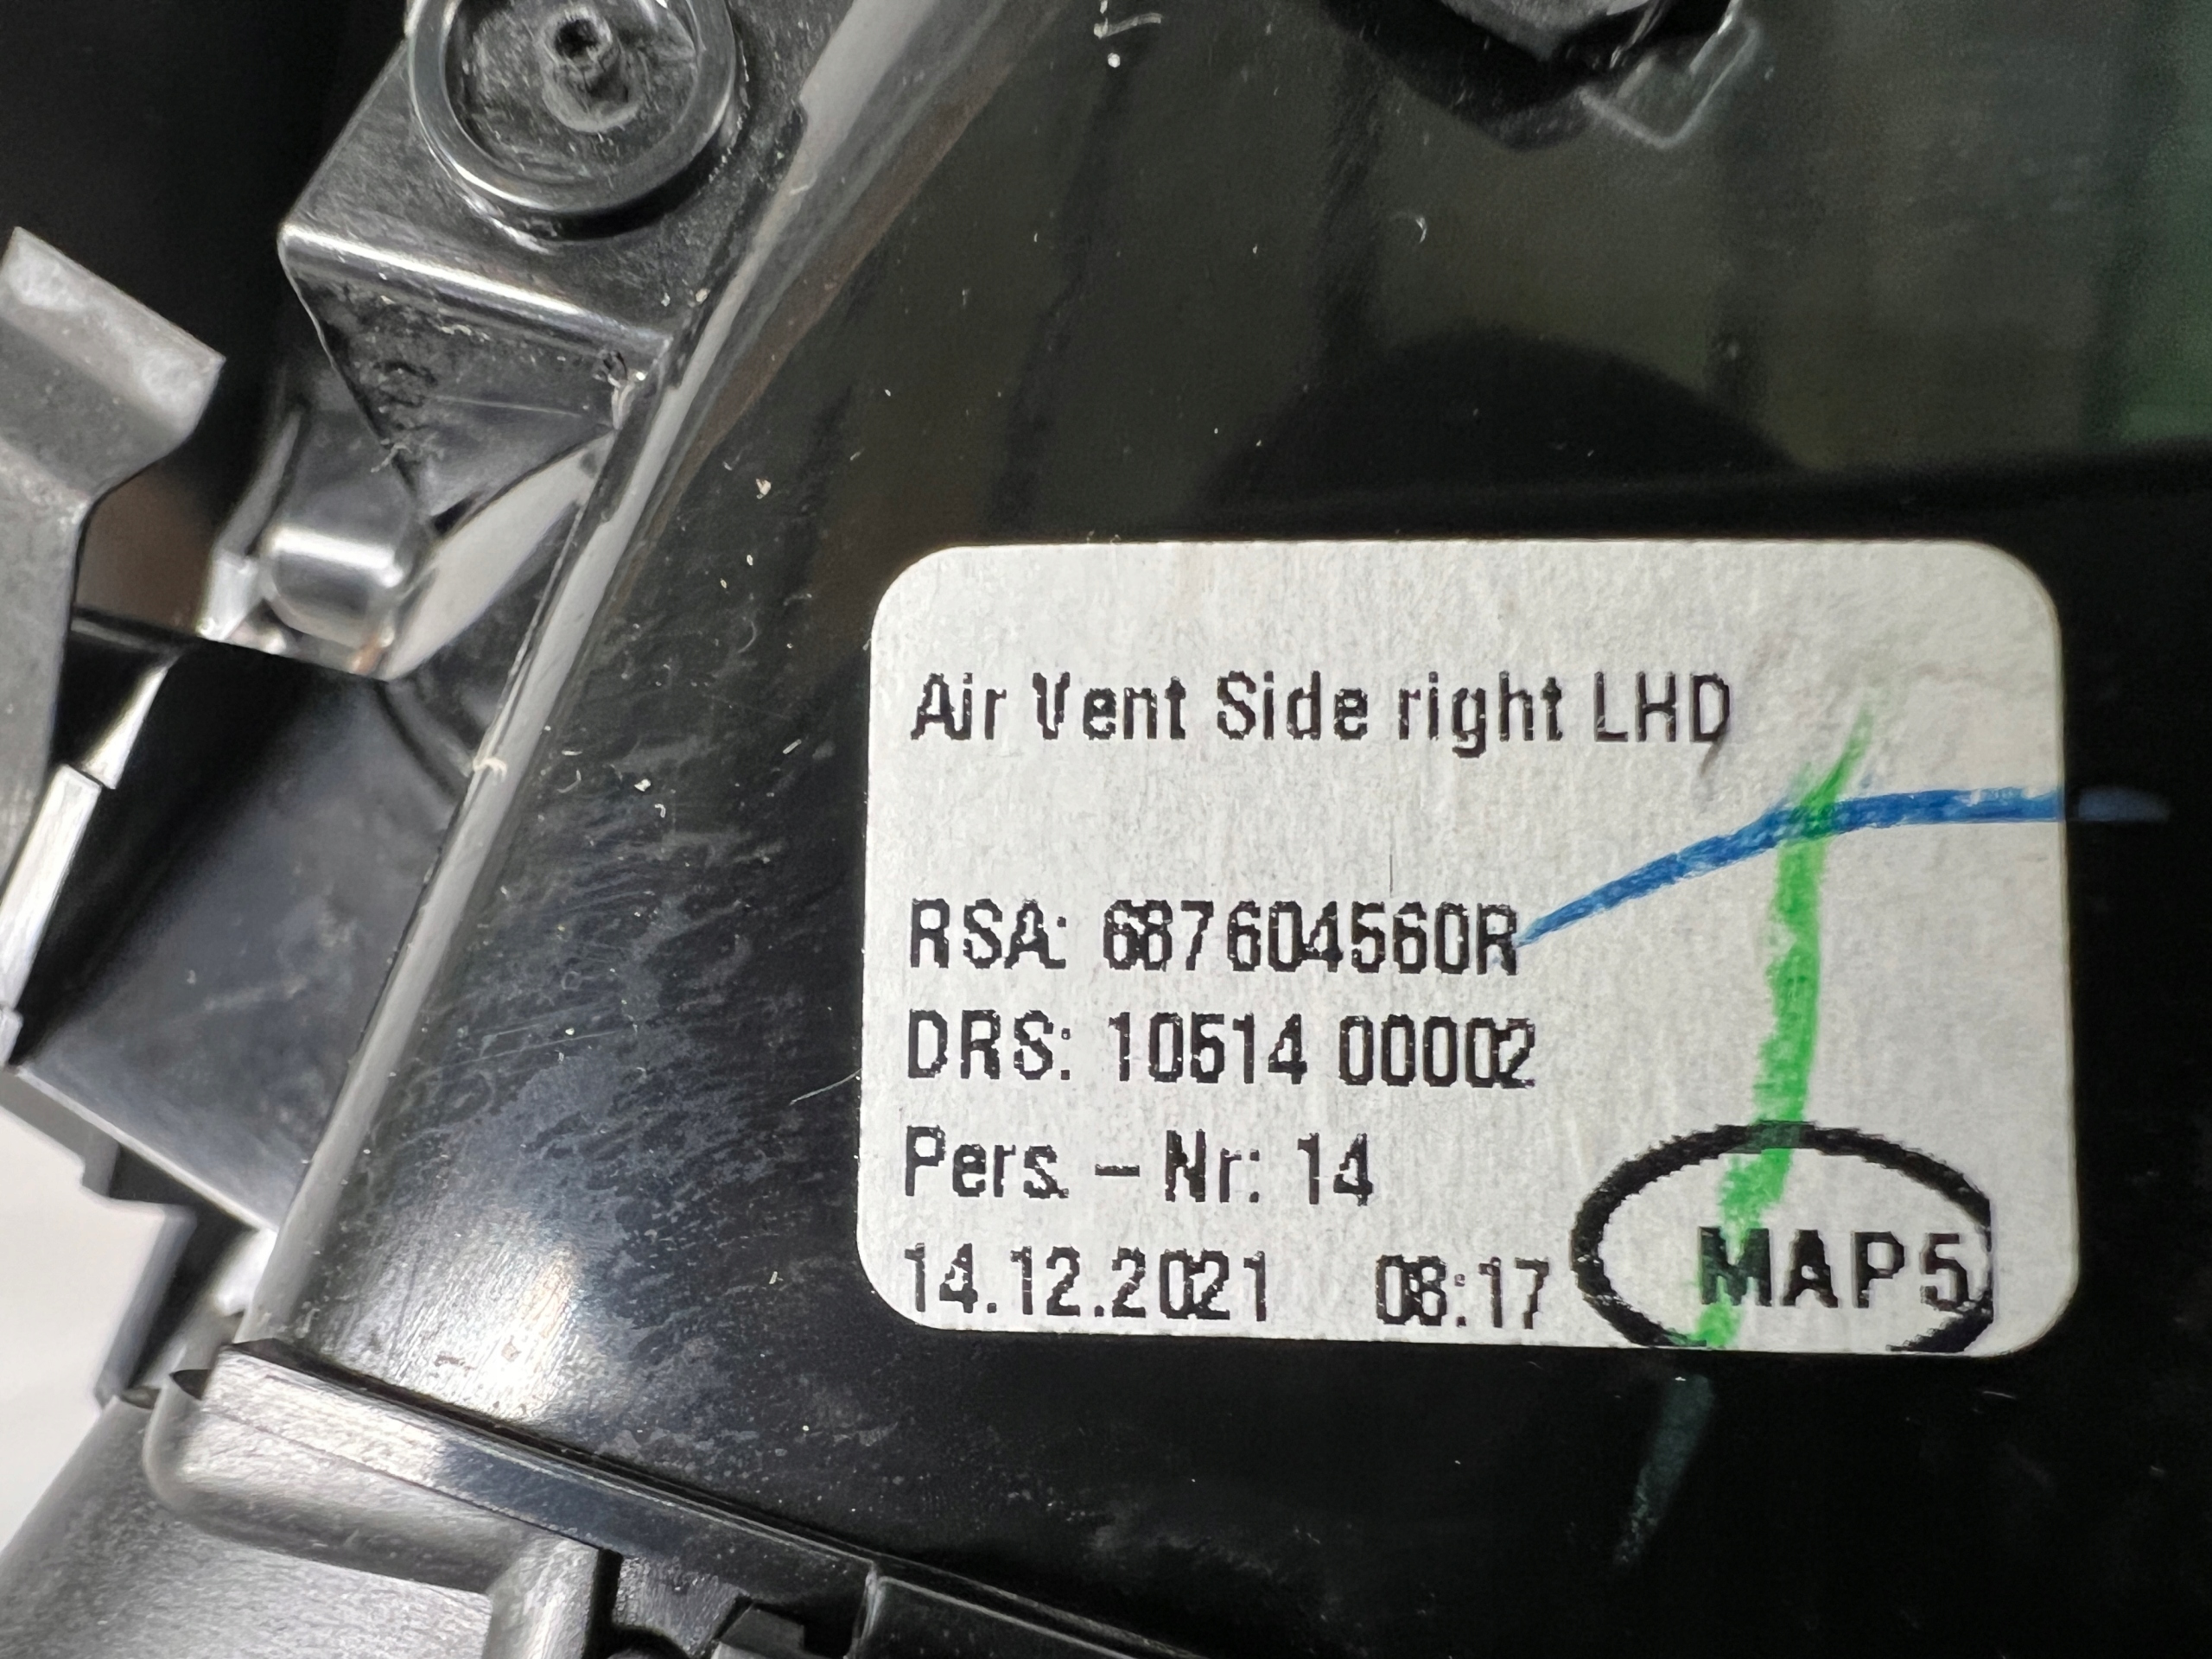 Air Vent Side right LHD
RSA: 687604560R
DRS: 10514 00002
Pers. - Nr: 14
14.12.2021 08:17
MAP5